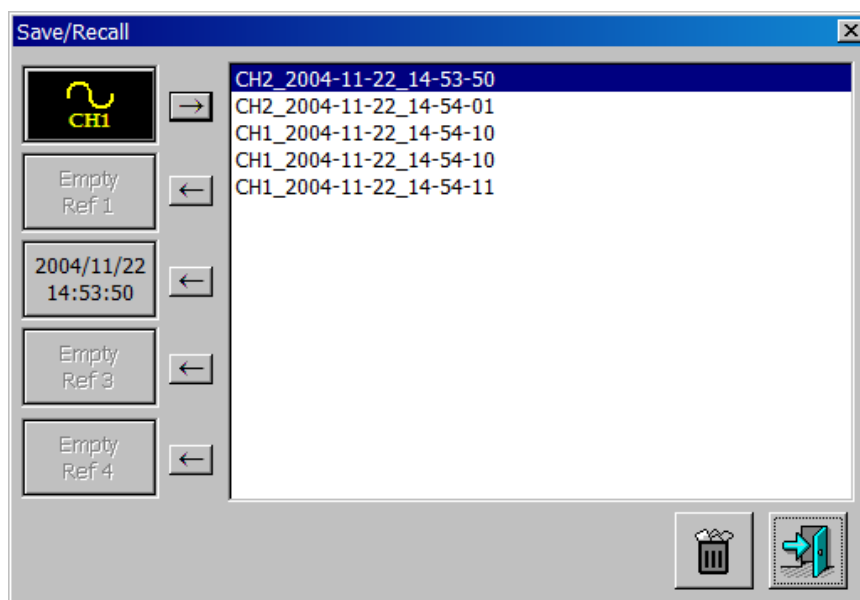 Save/Recall
CH1
Empty
Ref 1
2004/11/22
14:53:50
Empty
Ref 3
Empty
Ref 4
CH2_2004-11-22_14-53-50
CH2_2004-11-22_14-54-01
CH1_2004-11-22_14-54-10
CH1_2004-11-22_14-54-10
CH1_2004-11-22_14-54-11